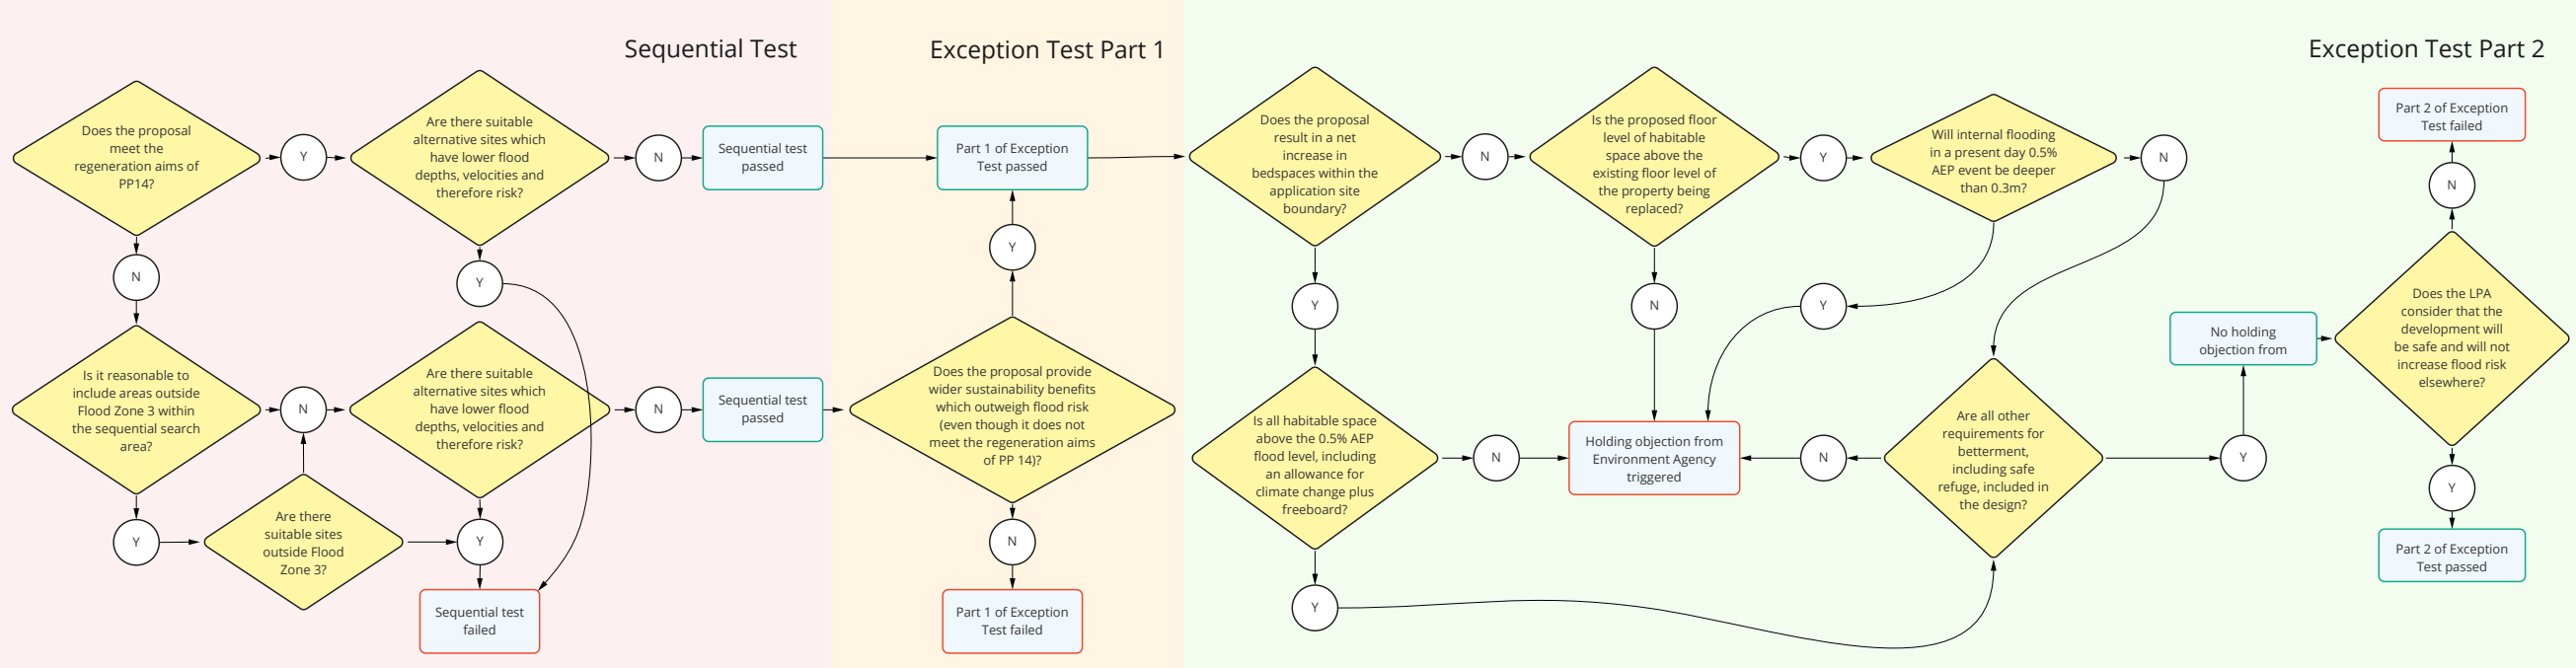 Sequential Test
Does the proposal
meet the
regeneration aims of
PP14?
Y
Are there suitable
alternative sites which
have lower flood
depths, velocities and
therefore risk?
N
Sequential test
passed
N
Y
Is it reasonable to
include areas outside
Flood Zone 3 within
the sequential search
area?
N
Are there suitable
alternative sites which
have lower flood
depths, velocities and
therefore risk?
N
Sequential test
passed
Y
Are there
suitable sites
outside Flood
Zone 3?
Y
Sequential test
failed
Exception Test Part 1
Part 1 of Exception
Test passed
Y
Does the proposal provide
wider sustainability benefits
which outweigh flood risk
(even though it does not
meet the regeneration aims
of PP 14)?
N
Part 1 of Exception
Test failed
Exception Test Part 2
Does the proposal
result in a net
increase in
bedspaces within the
application site
boundary?
N
Is the proposed floor
level of habitable
space above the
existing floor level of
the property being
replaced?
Y
Will internal flooding
in a present day 0.5%
AEP event be deeper
than 0.3m?
N
Y
N
Y
Is all habitable space
above the 0.5% AEP
flood level, including
an allowance for
climate change plus
freeboard?
N
Holding objection from
Environment Agency
triggered
N
Are all other
requirements for
betterment,
including safe
refuge, included in
the design?
Y
Y
No holding
objection from
Part 2 of Exception
Test failed
N
Does the LPA
consider that the
development will
be safe and will not
increase flood risk
elsewhere?
Y
Part 2 of Exception
Test passed